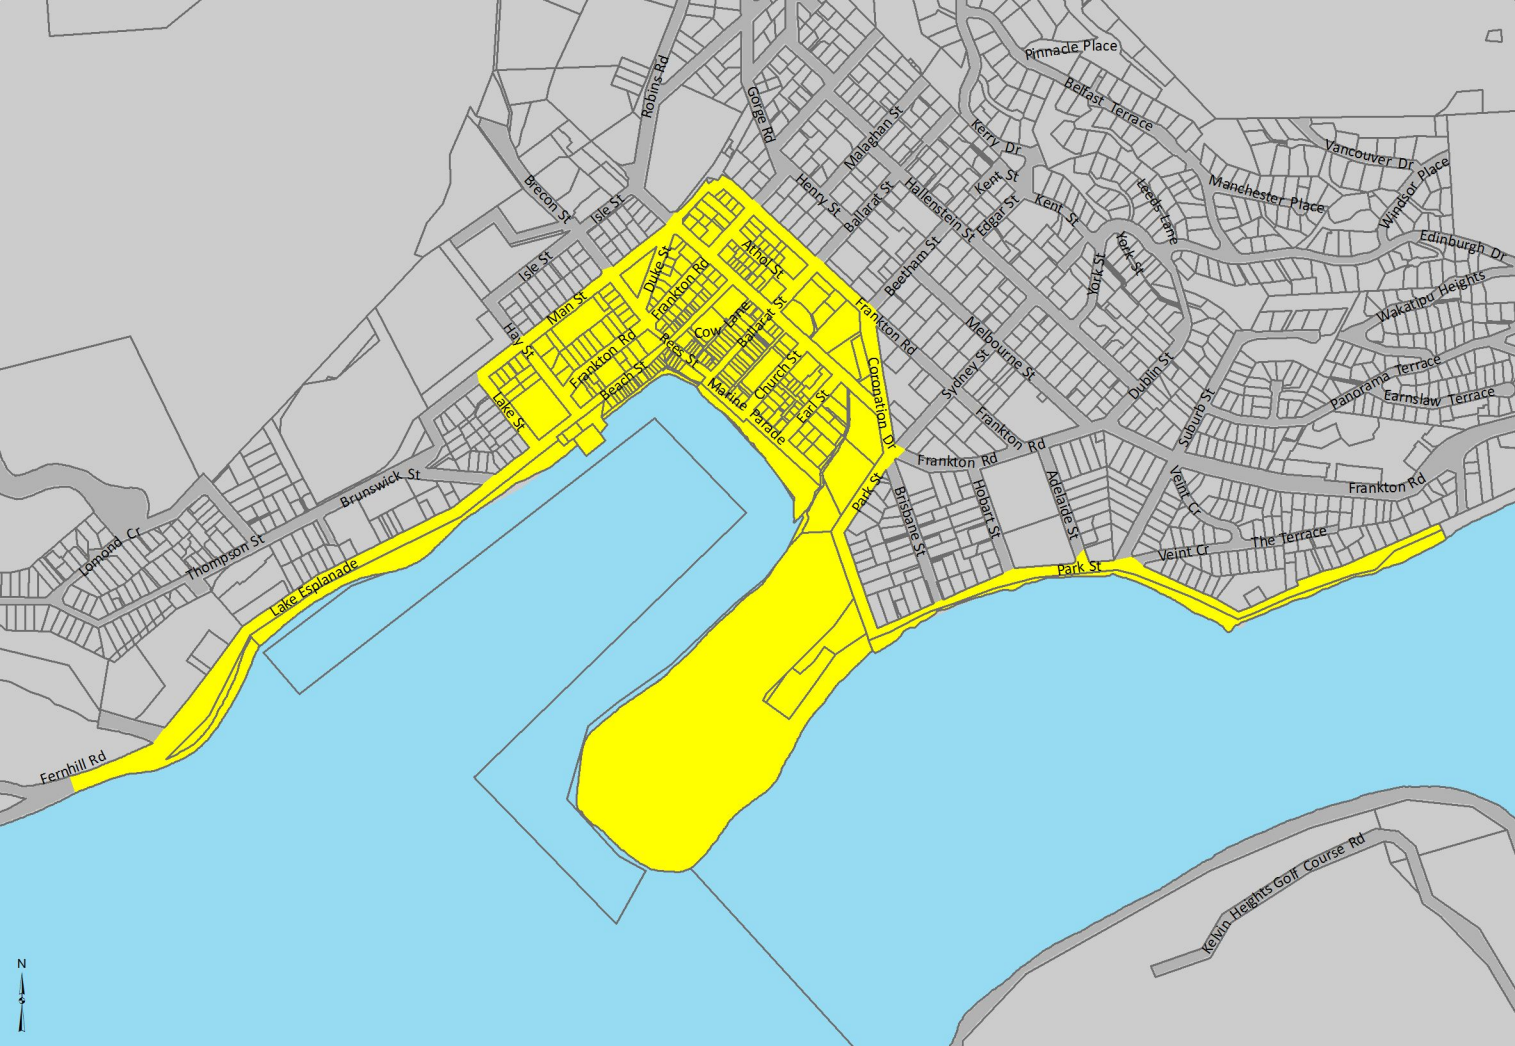 Pinnacle Place
Robins Rd
Belfast Terrace
Gorge Rd
Malaghan St
Kerry Dr
Vancouver Dr
Windsor Place
Brecon St
Isle St
Henry St
Ballarat St
Hallenstein St
Kent St
Edgar St
Kent St
Leeds Lane
Manchester Place
Edinburgh Dr
Isle St
Duke St
Athol St
Beetham St
York St
York St
Wakatipu Heights
Man St
Frankton Rd
Cow Lane
Ballarat St
Frankton Rd
Hay St
Frankton Rd
Rees St
Beach St
Church St
Melbourne St
Sydney St
Dublin St
Panorama Terrace
Earnslaw Terrace
Lake St
Marine Parade
Earl St
Coronation Dr
Frankton Rd
Suburb St
Frankton Rd
Brunswick St
Park St
Brisbane St
Hobart St
Adelaide St
Veint Cr
Frankton Rd
Lomond Cr
Thompson St
Veint Cr
The Terrace
Lake Esplanade
Park St
Fernhill Rd
Kelvin Heights Golf Course Rd
N